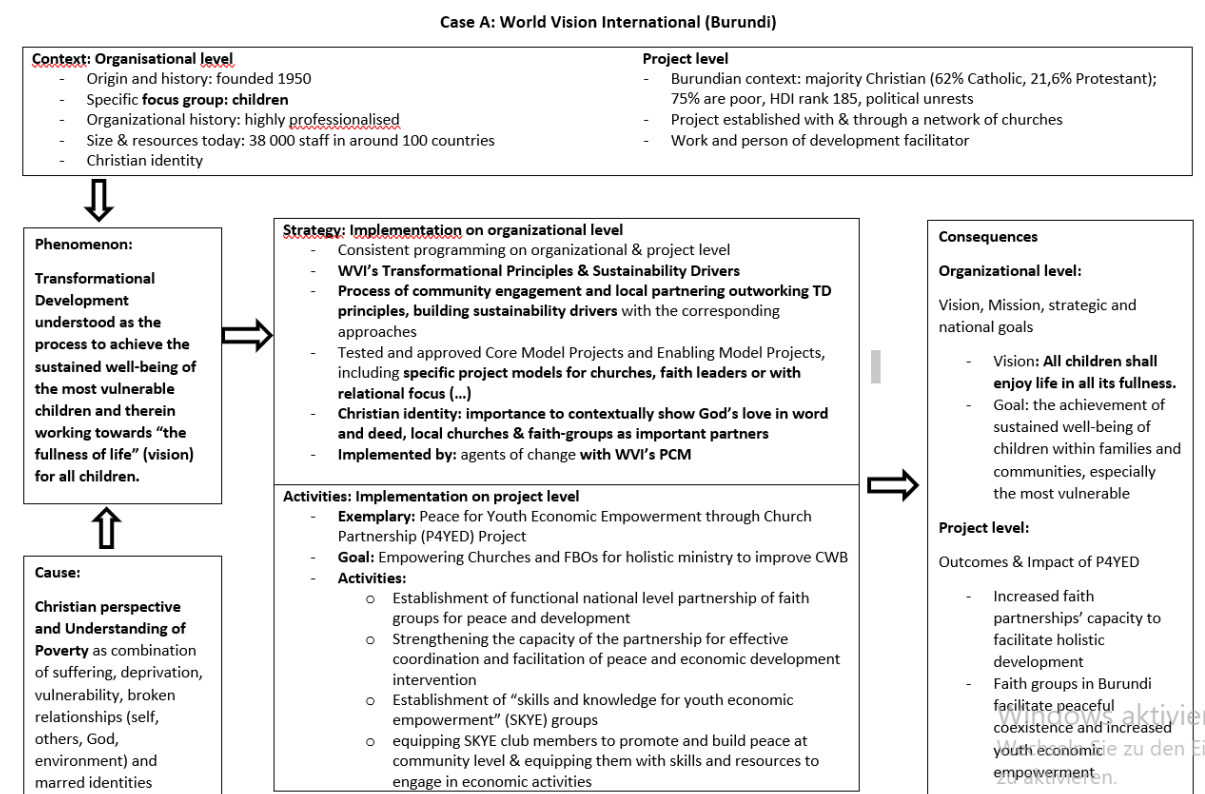 Case A: World Vision International (Burundi)
Context: Organisational level
- Origin and history: founded 1950
- Specific focus group: children
- Organizational history: highly professionalised
- Size & resources today: 38 000 staff in around 100 countries
- Christian identity
Project level
- Burundian context: majority Christian (62% Catholic, 21,6% Protestant);
75% are poor, HDI rank 185, political unrests
- Project established with & through a network of churches
- Work and person of development facilitator
Phenomenon:
Transformational
Development
understood as the
process to achieve the
sustained well-being of
the most vulnerable
children and therein
working towards “the
fullness of life” (vision)
for all children.
Cause:
Christian perspective
and Understanding of
Poverty as combination
of suffering, deprivation,
vulnerability, broken
relationships (self,
others, God,
environment) and
marred identities
Strategy: Implementation on organizational level
- Consistent programming on organizational & project level
- WVI’s Transformational Principles & Sustainability Drivers
- Process of community engagement and local partnering outworking TD
principles, building sustainability drivers with the corresponding
approaches
- Tested and approved Core Model Projects and Enabling Model Projects,
including specific project models for churches, faith leaders or with
relational focus (...)
- Christian identity: importance to contextually show God’s love in word
and deed, local churches & faith-groups as important partners
- Implemented by: agents of change with WVI’s PCM
Activities: Implementation on project level
- Exemplary: Peace for Youth Economic Empowerment through Church
Partnership (P4YED) Project
- Goal: Empowering Churches and FBOs for holistic ministry to improve CWB
- Activities:
o Establishment of functional national level partnership of faith
groups for peace and development
o Strengthening the capacity of the partnership for effective
coordination and facilitation of peace and economic development
intervention
o Establishment of “skills and knowledge for youth economic
empowerment” (SKYE) groups
o equipping SKYE club members to promote and build peace at
community level & equipping them with skills and resources to
engage in economic activities
Consequences
Organizational level:
Vision, Mission, strategic and
national goals
- Vision: All children shall
enjoy life in all its fullness.
- Goal: the achievement of
sustained well-being of
children within families and
communities, especially
the most vulnerable
Project level:
Outcomes & Impact of P4YED
- Increased faith
partnerships’ capacity to
facilitate holistic
development
- Faith groups in Burundi
facilitate peaceful
coexistence and increased
youth economic
empowerment
Windows aktivie
Wechseln Sie zu den Ei
zu aktivieren.